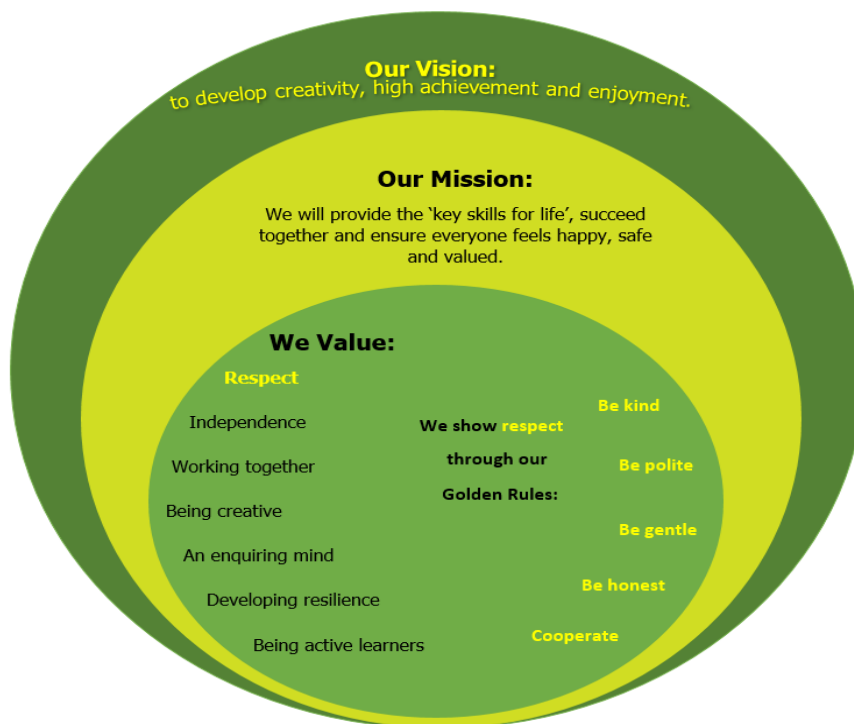 Our Vision:
to develop creativity, high achievement and enjoyment.
Our Mission:
We will provide the ‘key skills for life’, succeed
together and ensure everyone feels happy, safe
and valued.
We Value:
Respect
Independence
Working together
Being creative
An enquiring mind
Developing resilience
Being active learners
We show respect
through our
Golden Rules:
Be kind
Be polite
Be gentle
Be honest
Cooperate